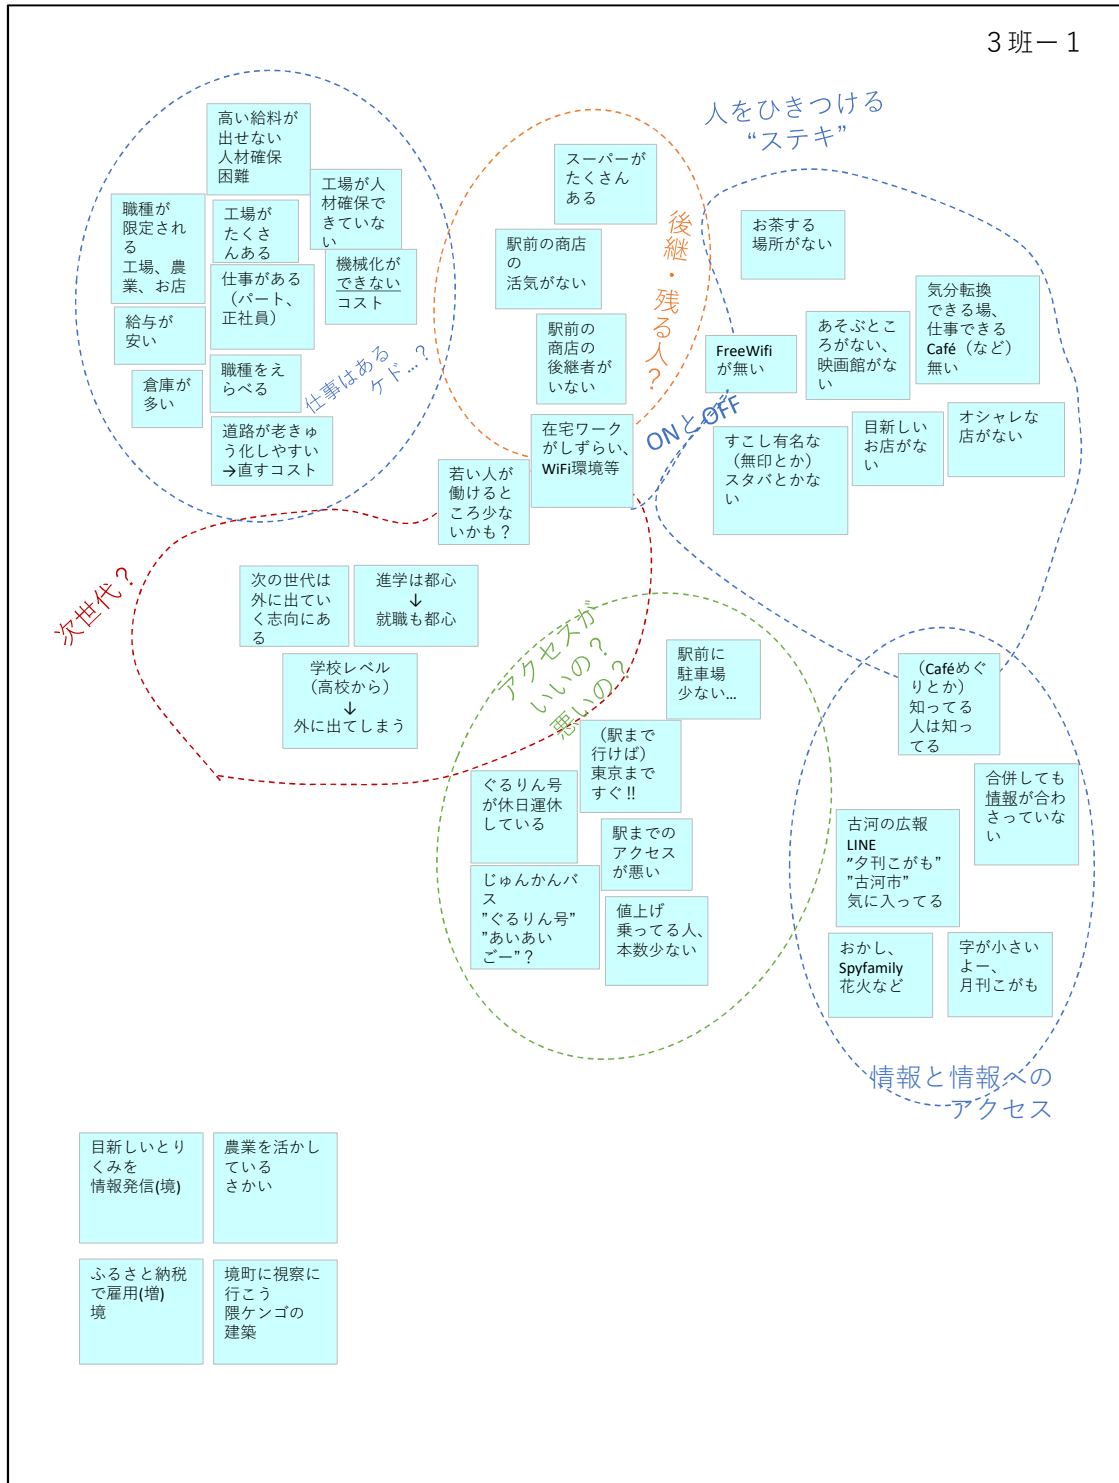 3班ー1
人をひきつける
“ステキ”
高い給料が
出せない
人材確保
困難
工場が人
材確保で
きていな
い
職種が
限定され
る
工場、農
業、お店
工場が
たくさ
んある
機械化が
できない
コスト
仕事がある
（パート、
正社員）
給与が
安い
職種をえ
らべる
倉庫が
多い
道路が老きゅ
う化しやすい
→直すコスト
仕事はある
ケド…？
スーパーが
たくさん
ある
駅前の商店
の
活気がない
駅前の
商店の
後継者が
いない
後継・残る人？
在宅ワーク
がしずらい、
WiFi環境等
若い人が
働けると
ころ少な
いかも？
ONとOFF
お茶する
場所がない
気分転換
できる場、
仕事できる
Café（など）
無い
あそぶとこ
ろがない、
映画館がな
い
FreeWifi
が無い
すこし有名な
（無印とか）
スタバとかな
い
目新しい
お店がな
い
オシャレな
店がない
次世代？
次の世代は
外に出てい
く志向にあ
る
進学は都心
↓
就職も都心
学校レベル
（高校から）
↓
外に出てしまう
アクセスが
いいの？
悪いの？
駅前に
駐車場
少ない…
（駅まで
行けば）
東京まで
すぐ!!
ぐるりん号
が休日運休
している
駅までの
アクセス
が悪い
じゅんかんバ
ス
”ぐるりん号”
”あいあい
ごー”？
値上げ
乗ってる人、
本数少ない
（Caféめぐ
りとか）
知ってる
人は知っ
てる
合併しても
情報が合わ
さっていな
い
古河の広報
LINE
”夕刊こがも”
”古河市”
気に入ってる
おかし、
Spyfamily
花火など
字が小さい
よー、
月刊こがも
情報と情報への
アクセス
目新しいとり
くみを
情報発信(境)
農業を活かし
ている
さかい
ふるさと納税
で雇用(増)
境
境町に視察に
行こう
隈ケンゴの
建築